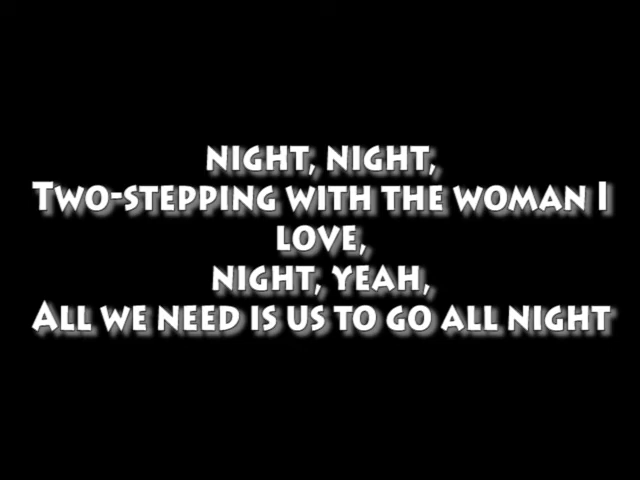 NIGHT, NIGHT,
TWO-STEPPING WITH THE WOMAN I
LOVE,
NIGHT, YEAH,
ALL WE NEED IS US TO GO ALL NIGHT